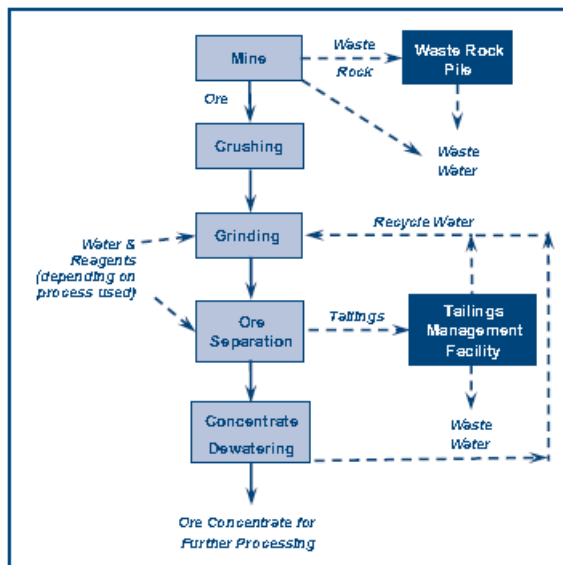 Mine
Waste
Rock
Waste Rock
Pile
Ore
Waste
Water
Crushing
Recycle Water
Grinding
Water &
Reagents
(depending on
process used)
Ore
Separation
Tailings
Tailings
Management
Facility
Concentrate
Dewatering
Waste
Water
Ore Concentrate for
Further Processing